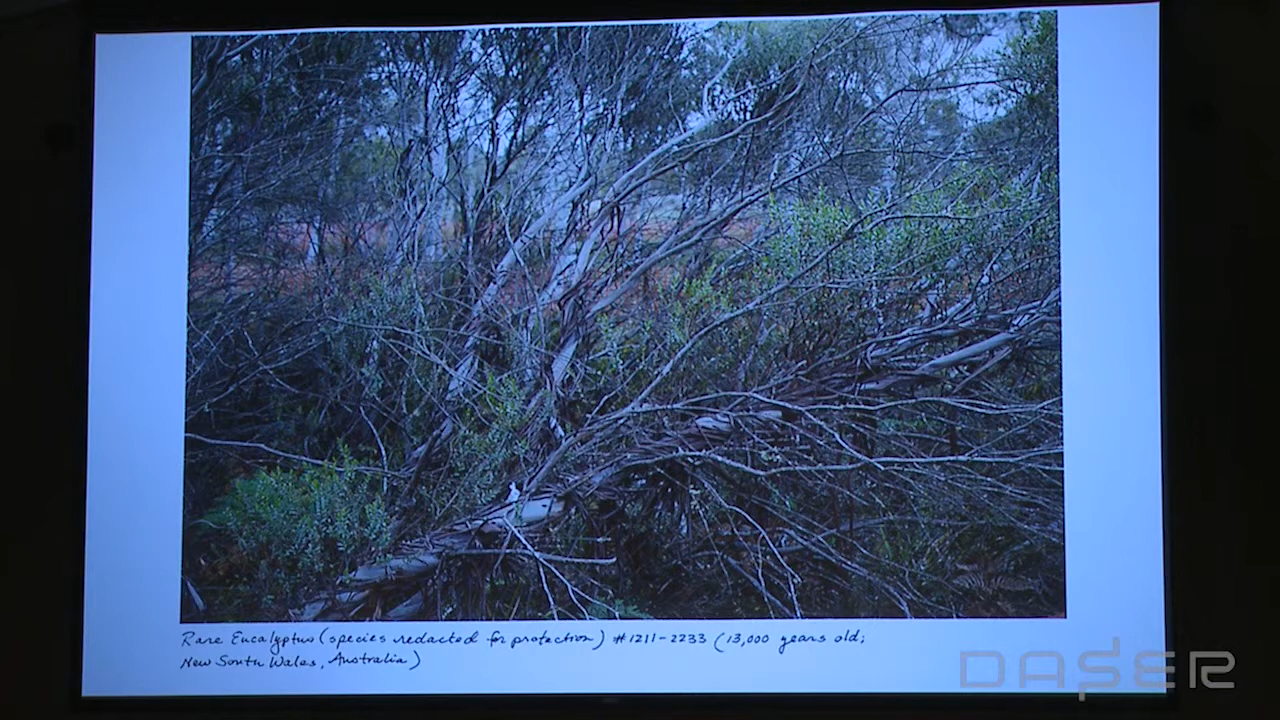 Rare Eucalyptus (species redacted for protection) #1211-2233 (13,000 years old;
New South Wales, Australia)
DASER